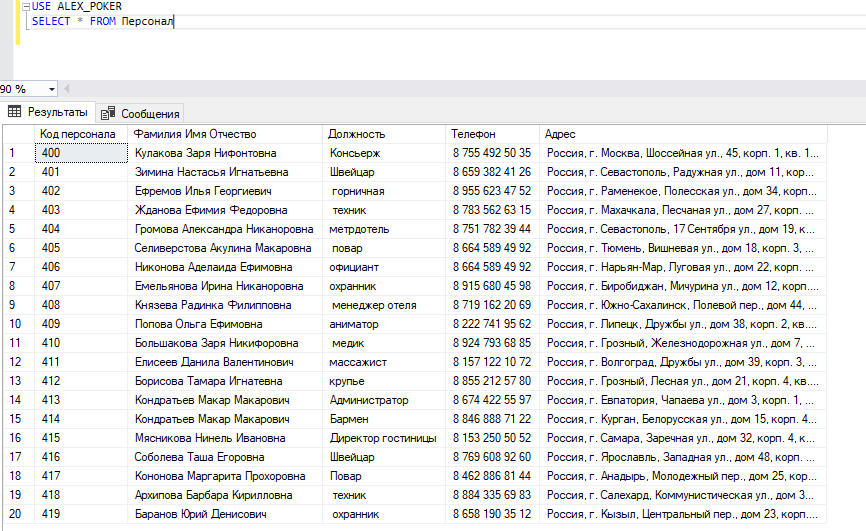 USE ALEX_POKER
SELECT * FROM Персонал
90 %
Результаты Сообщения
Код персонала Фамилия Имя Отчество Должность Телефон Адрес
1 400 Кулакова Заря Нифонтовна Консьерж 8 755 492 50 35 Россия, г. Москва, Шоссейная ул., 45, корп. 1, кв. 1...
2 401 Зимина Настасья Игнатьевна Швейцар 8 659 382 41 26 Россия, г. Севастополь, Радужная ул., дом 11, кор...
3 402 Ефремов Илья Георгиевич горничная 8 955 623 47 52 Россия, г. Раменекое, Полесская ул., дом 34, корп...
4 403 Жданова Ефимия Федоровна техник 8 783 562 63 15 Россия, г. Махачкала, Песчаная ул., дом 27, корп. ...
5 404 Громова Александра Никаноровна метрдотель 8 751 782 39 44 Россия, г. Севастополь, 17 Сентября ул., дом 19, к...
6 405 Селиверстова Акулина Макаровна повар 8 664 589 49 92 Россия, г. Тюмень, Вишневая ул., дом 18, корп. 3, ...
7 406 Никонова Аделаида Ефимовна официант 8 664 589 49 92 Россия, г. Нарьян-Мар, Луговая ул., дом 22, корп. ...
8 407 Емельянова Ирина Никаноровна охранник 8 915 680 45 98 Россия, г. Биробиджан, Мичурина ул., дом 12, корп....
9 408 Князева Радинка Филипповна менеджер отеля 8 719 162 20 69 Россия, г. Южно-Сахалинск, Полевой пер., дом 44, ...
10 409 Попова Ольга Ефимовна аниматор 8 222 741 95 62 Россия, г. Липецк, Дружбы ул., дом 38, корп. 2, кв....
11 410 Большакова Заря Никифоровна медик 8 924 793 68 85 Россия, г. Грозный, Железнодорожная ул., дом 7, ...
12 411 Елисеев Данила Валентинович массажист 8 157 122 10 72 Россия, г. Волгоград, Дружбы ул., дом 39, корп. 3, ...
13 412 Борисова Тамара Игнатевна крупье 8 855 212 57 80 Россия, г. Грозный, Лесная ул., дом 21, корп. 4, кв....
14 413 Кондратьев Макар Макарович Администратор 8 674 422 55 97 Россия, г. Евпатория, Чапаева ул., дом 3, корп. 1, ...
15 414 Кондратьев Макар Макарович Бармен 8 846 888 71 22 Россия, г. Курган, Белорусская ул., дом 15, корп. 4...
16 415 Мясникова Нинель Ивановна Директор гостиницы 8 153 250 50 52 Россия, г. Самара, Заречная ул., дом 32, корп. 4, к...
17 416 Соболева Таша Егоровна Швейцар 8 769 608 92 60 Россия, г. Ярославль, Западная ул., дом 48, корп. ...
18 417 Кононова Маргарита Прохоровна Повар 8 462 886 81 44 Россия, г. Анадырь, Молодежный пер., дом 25, кор...
19 418 Архипова Барбара Кирилловна техник 8 884 335 69 83 Россия, г. Салехард, Коммунистическая ул., дом 3...
20 419 Баранов Юрий Денисович охранник 8 658 190 35 12 Россия, г. Кызыл, Центральный пер., дом 23, корп....